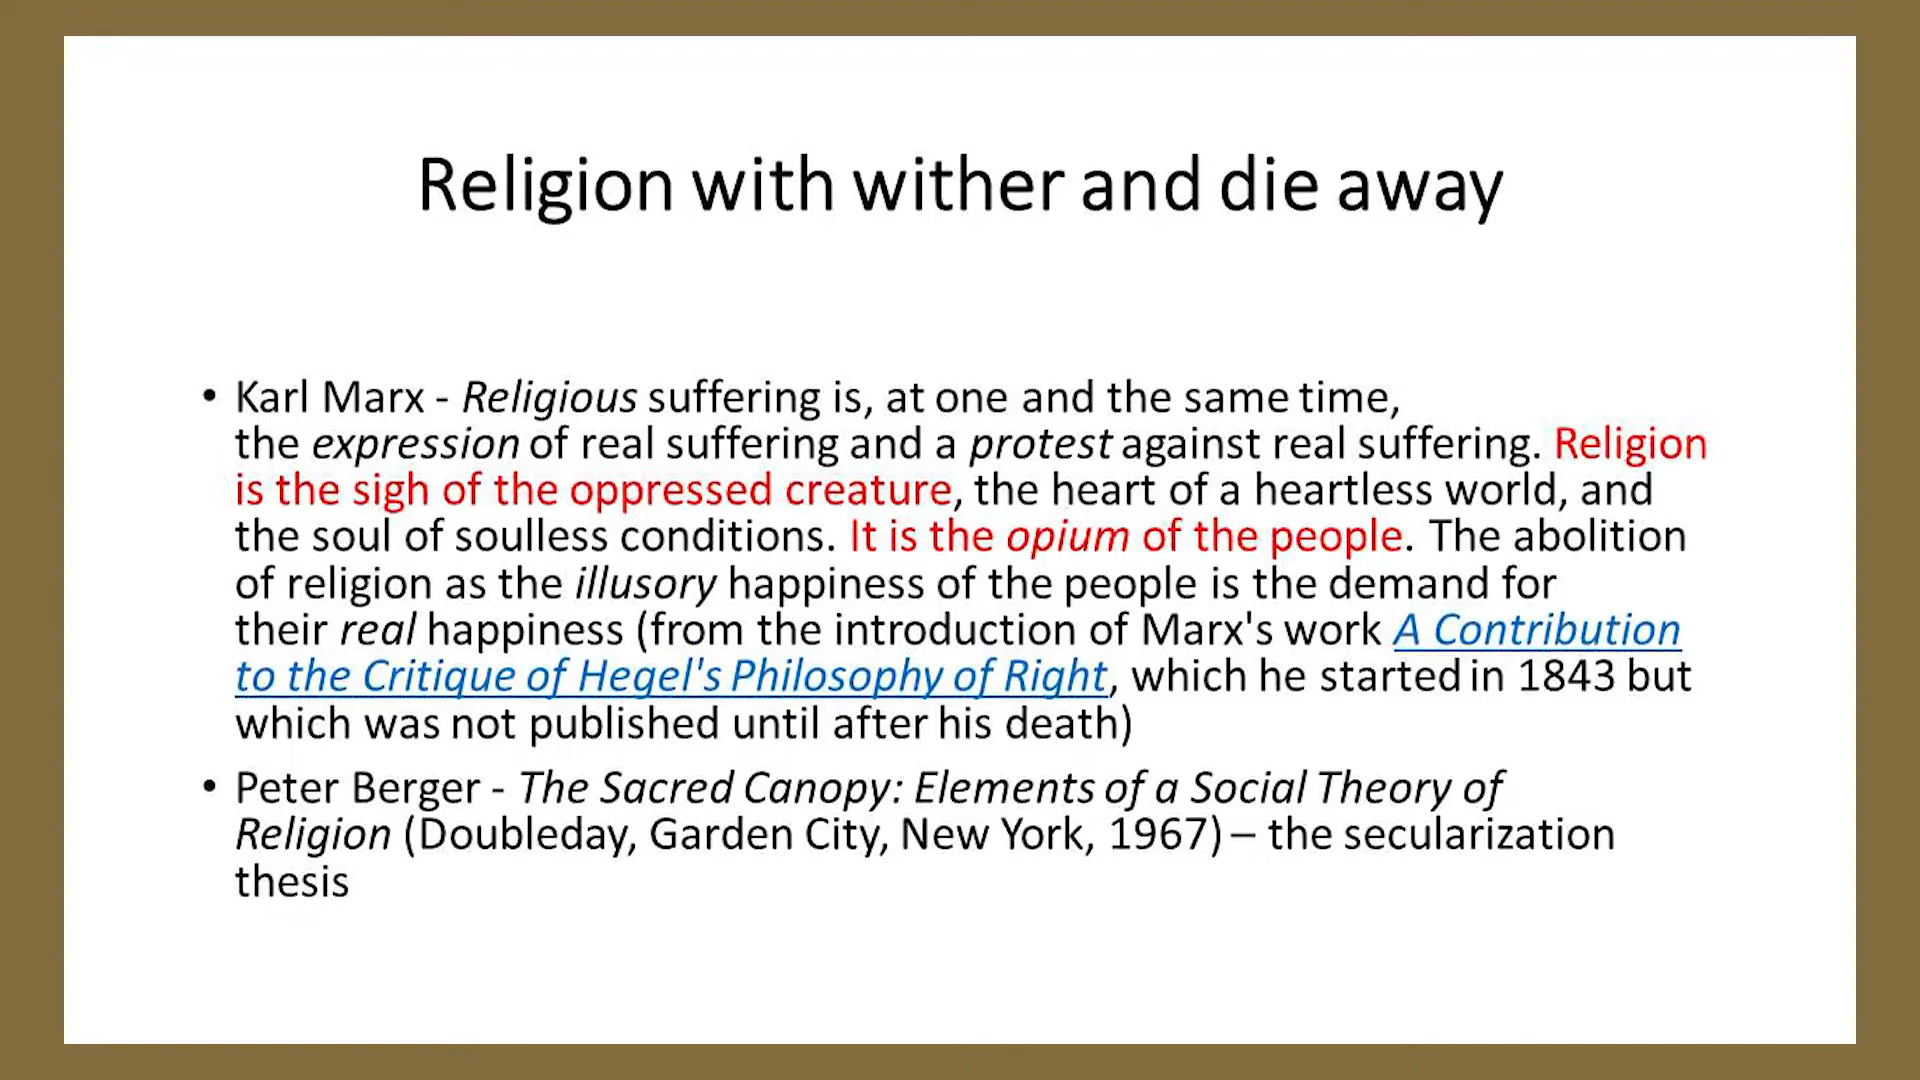 Religion with wither and die away
• Karl Marx - Religious suffering is, at one and the same time,
the expression of real suffering and a protest against real suffering. Religion
is the sigh of the oppressed creature, the heart of a heartless world, and
the soul of soulless conditions. It is the opium of the people. The abolition
of religion as the illusory happiness of the people is the demand for
their real happiness (from the introduction of Marx's work A Contribution
to the Critique of Hegel's Philosophy of Right, which he started in 1843 but
which was not published until after his death)
• Peter Berger - The Sacred Canopy: Elements of a Social Theory of
Religion (Doubleday, Garden City, New York, 1967) – the secularization
thesis